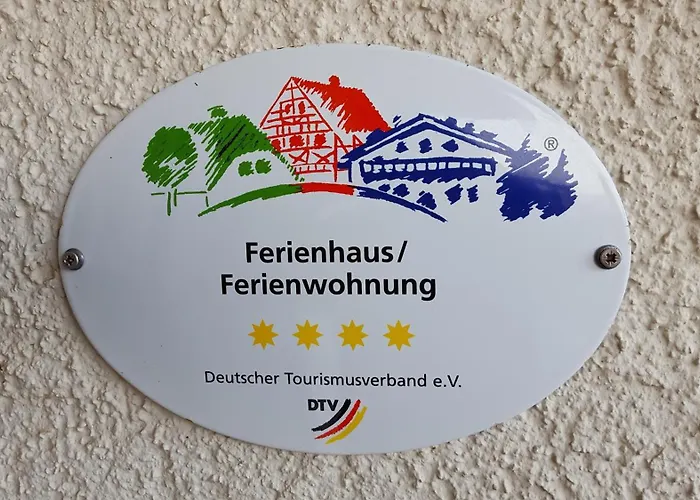 ®
Ferienhaus/
Ferienwohnung
Deutscher Tourismusverband e.V.
DTV